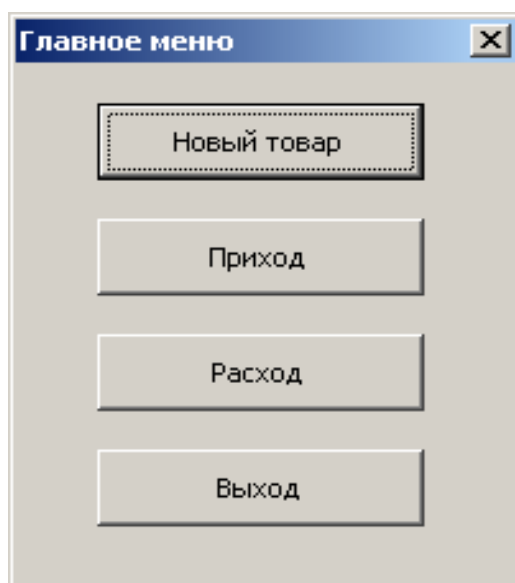 Главное меню
Новый товар
Приход
Расход
Выход